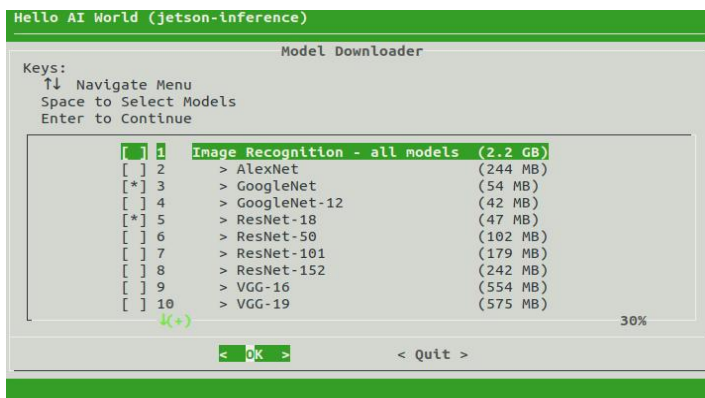 Hello AI World (jetson-inference)
Model Downloader
Keys:
↑↓ Navigate Menu
Space to Select Models
Enter to Continue
[ ] 1 Image Recognition - all models (2.2 GB)
[ ] 2 > AlexNet (244 MB)
[*] 3 > GoogleNet (54 MB)
[ ] 4 > GoogleNet-12 (42 MB)
[*] 5 > ResNet-18 (47 MB)
[ ] 6 > ResNet-50 (102 MB)
[ ] 7 > ResNet-101 (179 MB)
[ ] 8 > ResNet-152 (242 MB)
[ ] 9 > VGG-16 (554 MB)
[ ] 10 > VGG-19 (575 MB)
↓(+) 30%
< OK > < Quit >